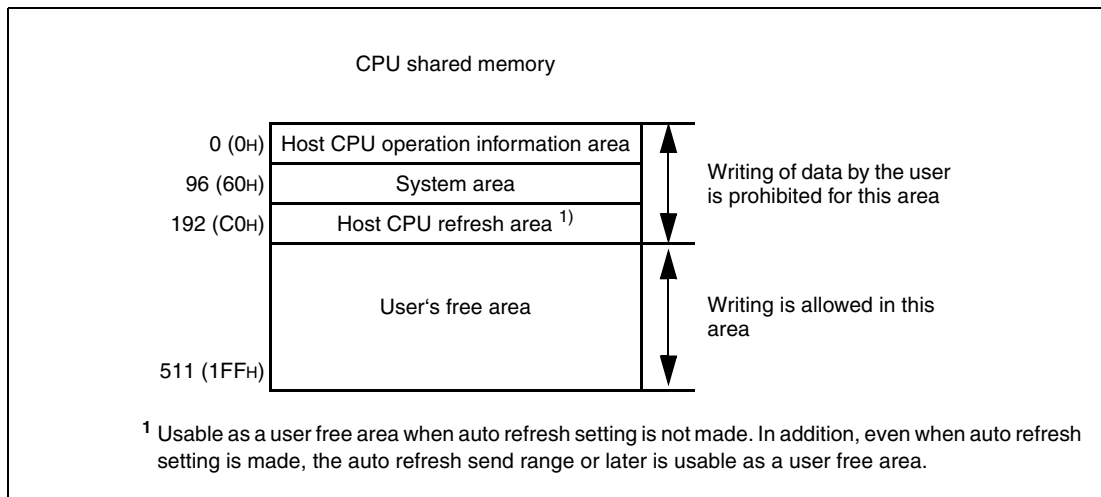 CPU shared memory
0 (0H) Host CPU operation information area
96 (60H) System area
192 (C0H) Host CPU refresh area 1)
Writing of data by the user
is prohibited for this area
User‘s free area
Writing is allowed in this
area
511 (1FFH)
1 Usable as a user free area when auto refresh setting is not made. In addition, even when auto refresh
setting is made, the auto refresh send range or later is usable as a user free area.